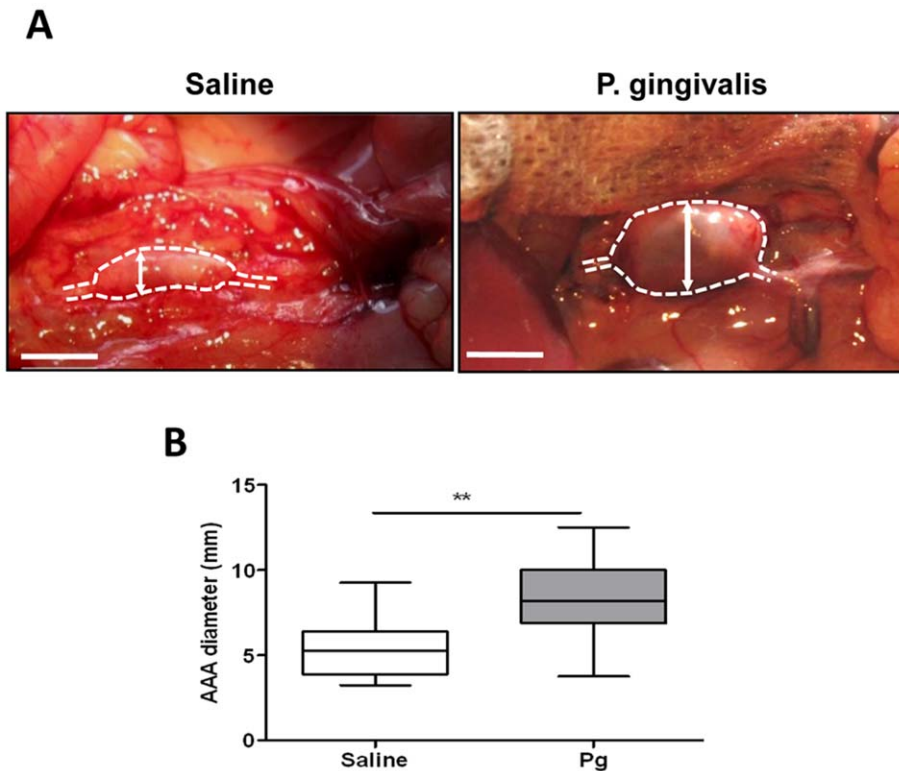 A
Saline
P. gingivalis
B
AAA diameter (mm)
15
10
5
0
**
Saline
Pg